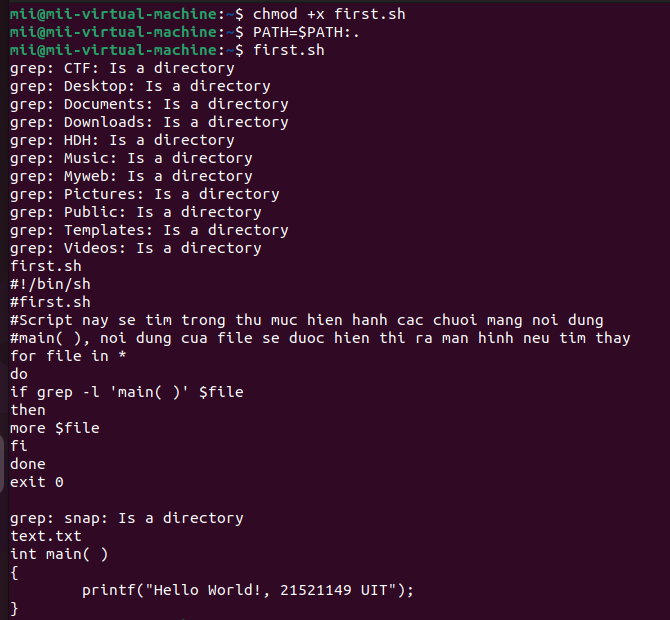 mii@mii-virtual-machine:~$ chmod +x first.sh
mii@mii-virtual-machine:~$ PATH=$PATH:.
mii@mii-virtual-machine:~$ first.sh
grep: CTF: Is a directory
grep: Desktop: Is a directory
grep: Documents: Is a directory
grep: Downloads: Is a directory
grep: HDH: Is a directory
grep: Music: Is a directory
grep: Myweb: Is a directory
grep: Pictures: Is a directory
grep: Public: Is a directory
grep: Templates: Is a directory
grep: Videos: Is a directory
first.sh
#!/bin/sh
#first.sh
#Script nay se tim trong thu muc hien hanh cac chuoi mang noi dung
#main( ), noi dung cua file se duoc hien thi ra man hinh neu tim thay
for file in *
do
if grep -l 'main( )' $file
then
more $file
fi
done
exit 0

grep: snap: Is a directory
text.txt
int main( )
{
        printf("Hello World!, 21521149 UIT");
}